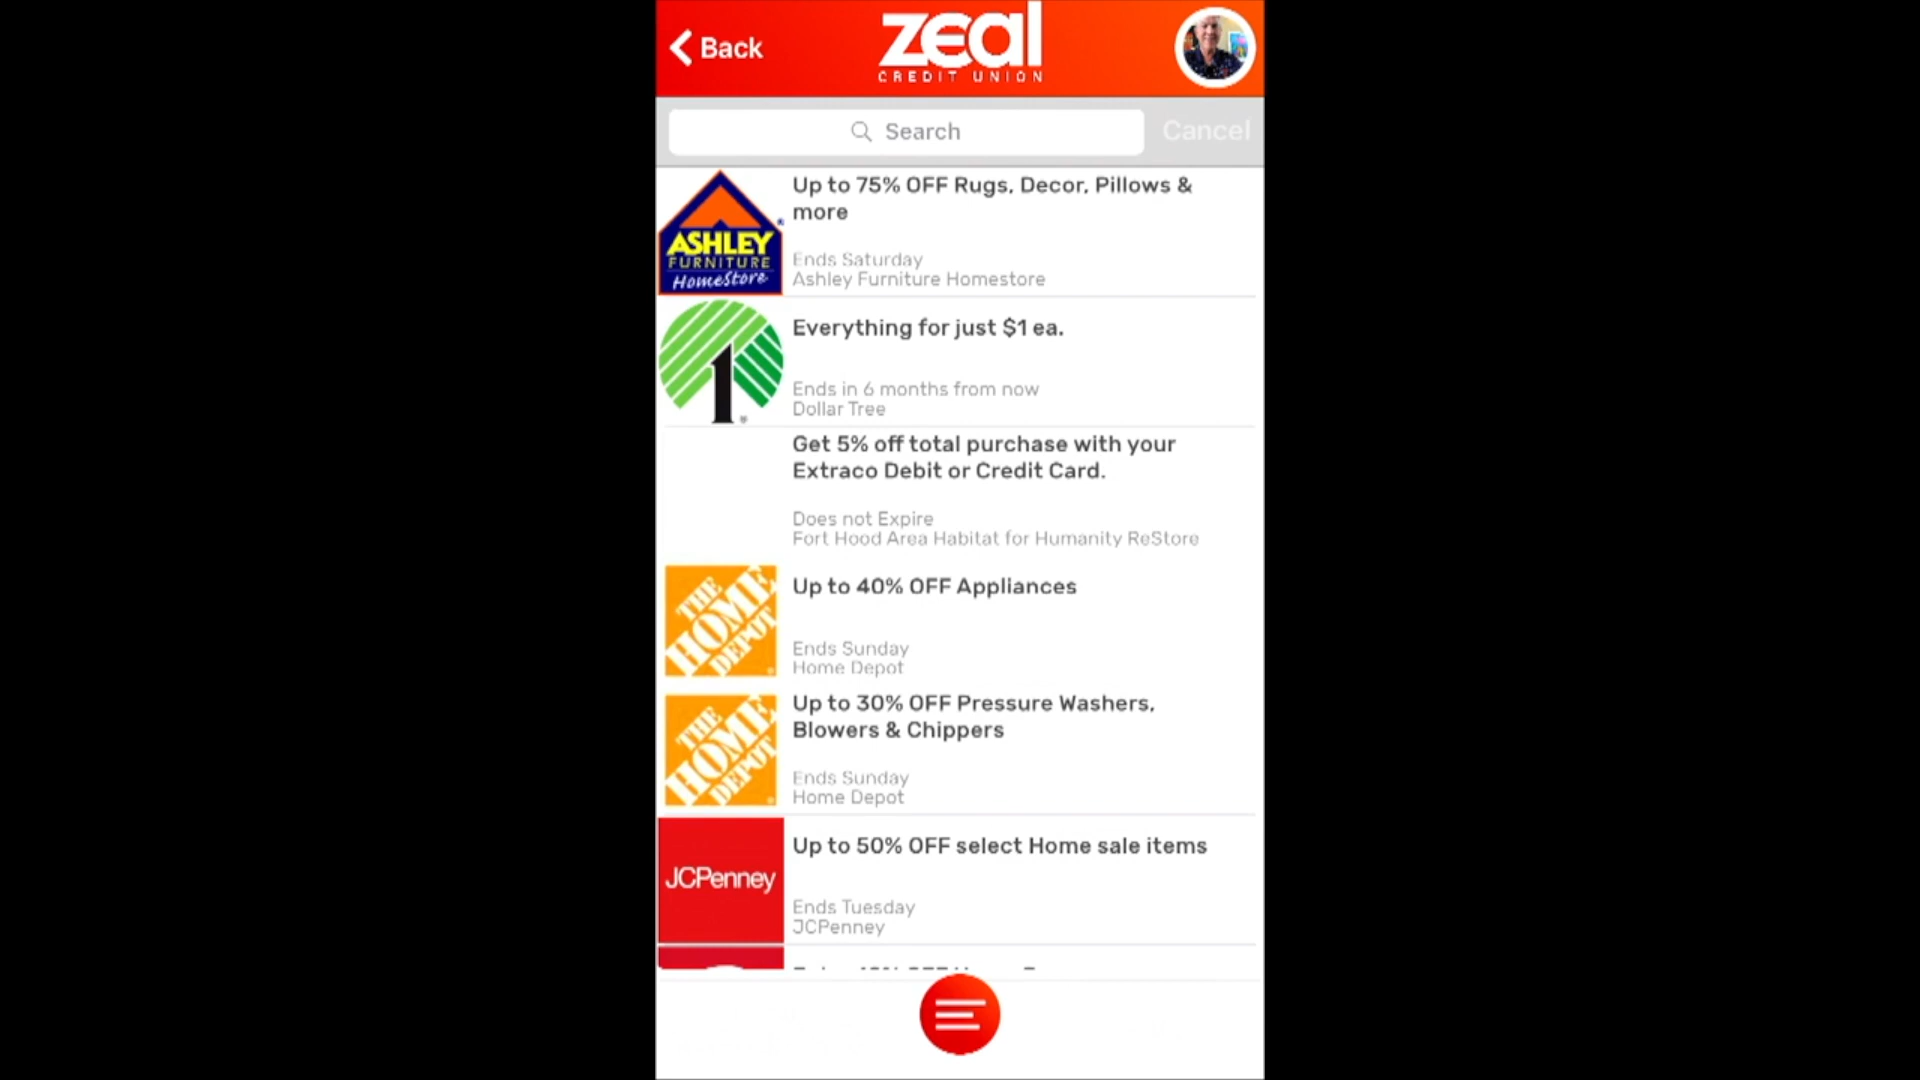 Back
zeal
CREDIT UNION
Search
Cancel
ASHLEY
FURNITURE
HomeStore
®
Up to 75% OFF Rugs, Decor, Pillows &
more
Ends Saturday
Ashley Furniture Homestore
1
®
Everything for just $1 ea.
Ends in 6 months from now
Dollar Tree
Get 5% off total purchase with your
Extraco Debit or Credit Card.
Does not Expire
Fort Hood Area Habitat for Humanity ReStore
THE
HOME
DEPOT
Up to 40% OFF Appliances
Ends Sunday
Home Depot
THE
HOME
DEPOT
Up to 30% OFF Pressure Washers,
Blowers & Chippers
Ends Sunday
Home Depot
JCPenney
Up to 50% OFF select Home sale items
Ends Tuesday
JCPenney